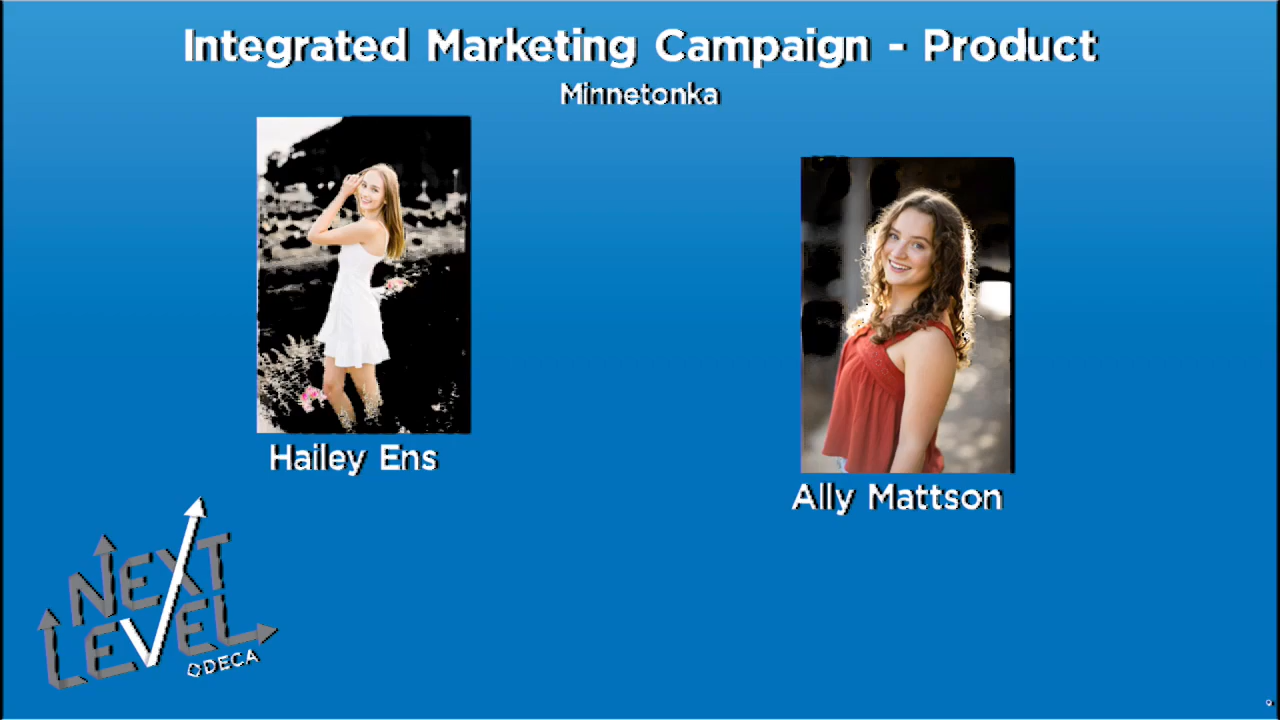 Integrated Marketing Campaign - Product
Minnetonka
Hailey Ens
Ally Mattson
NEXT
LEVEL
DECA